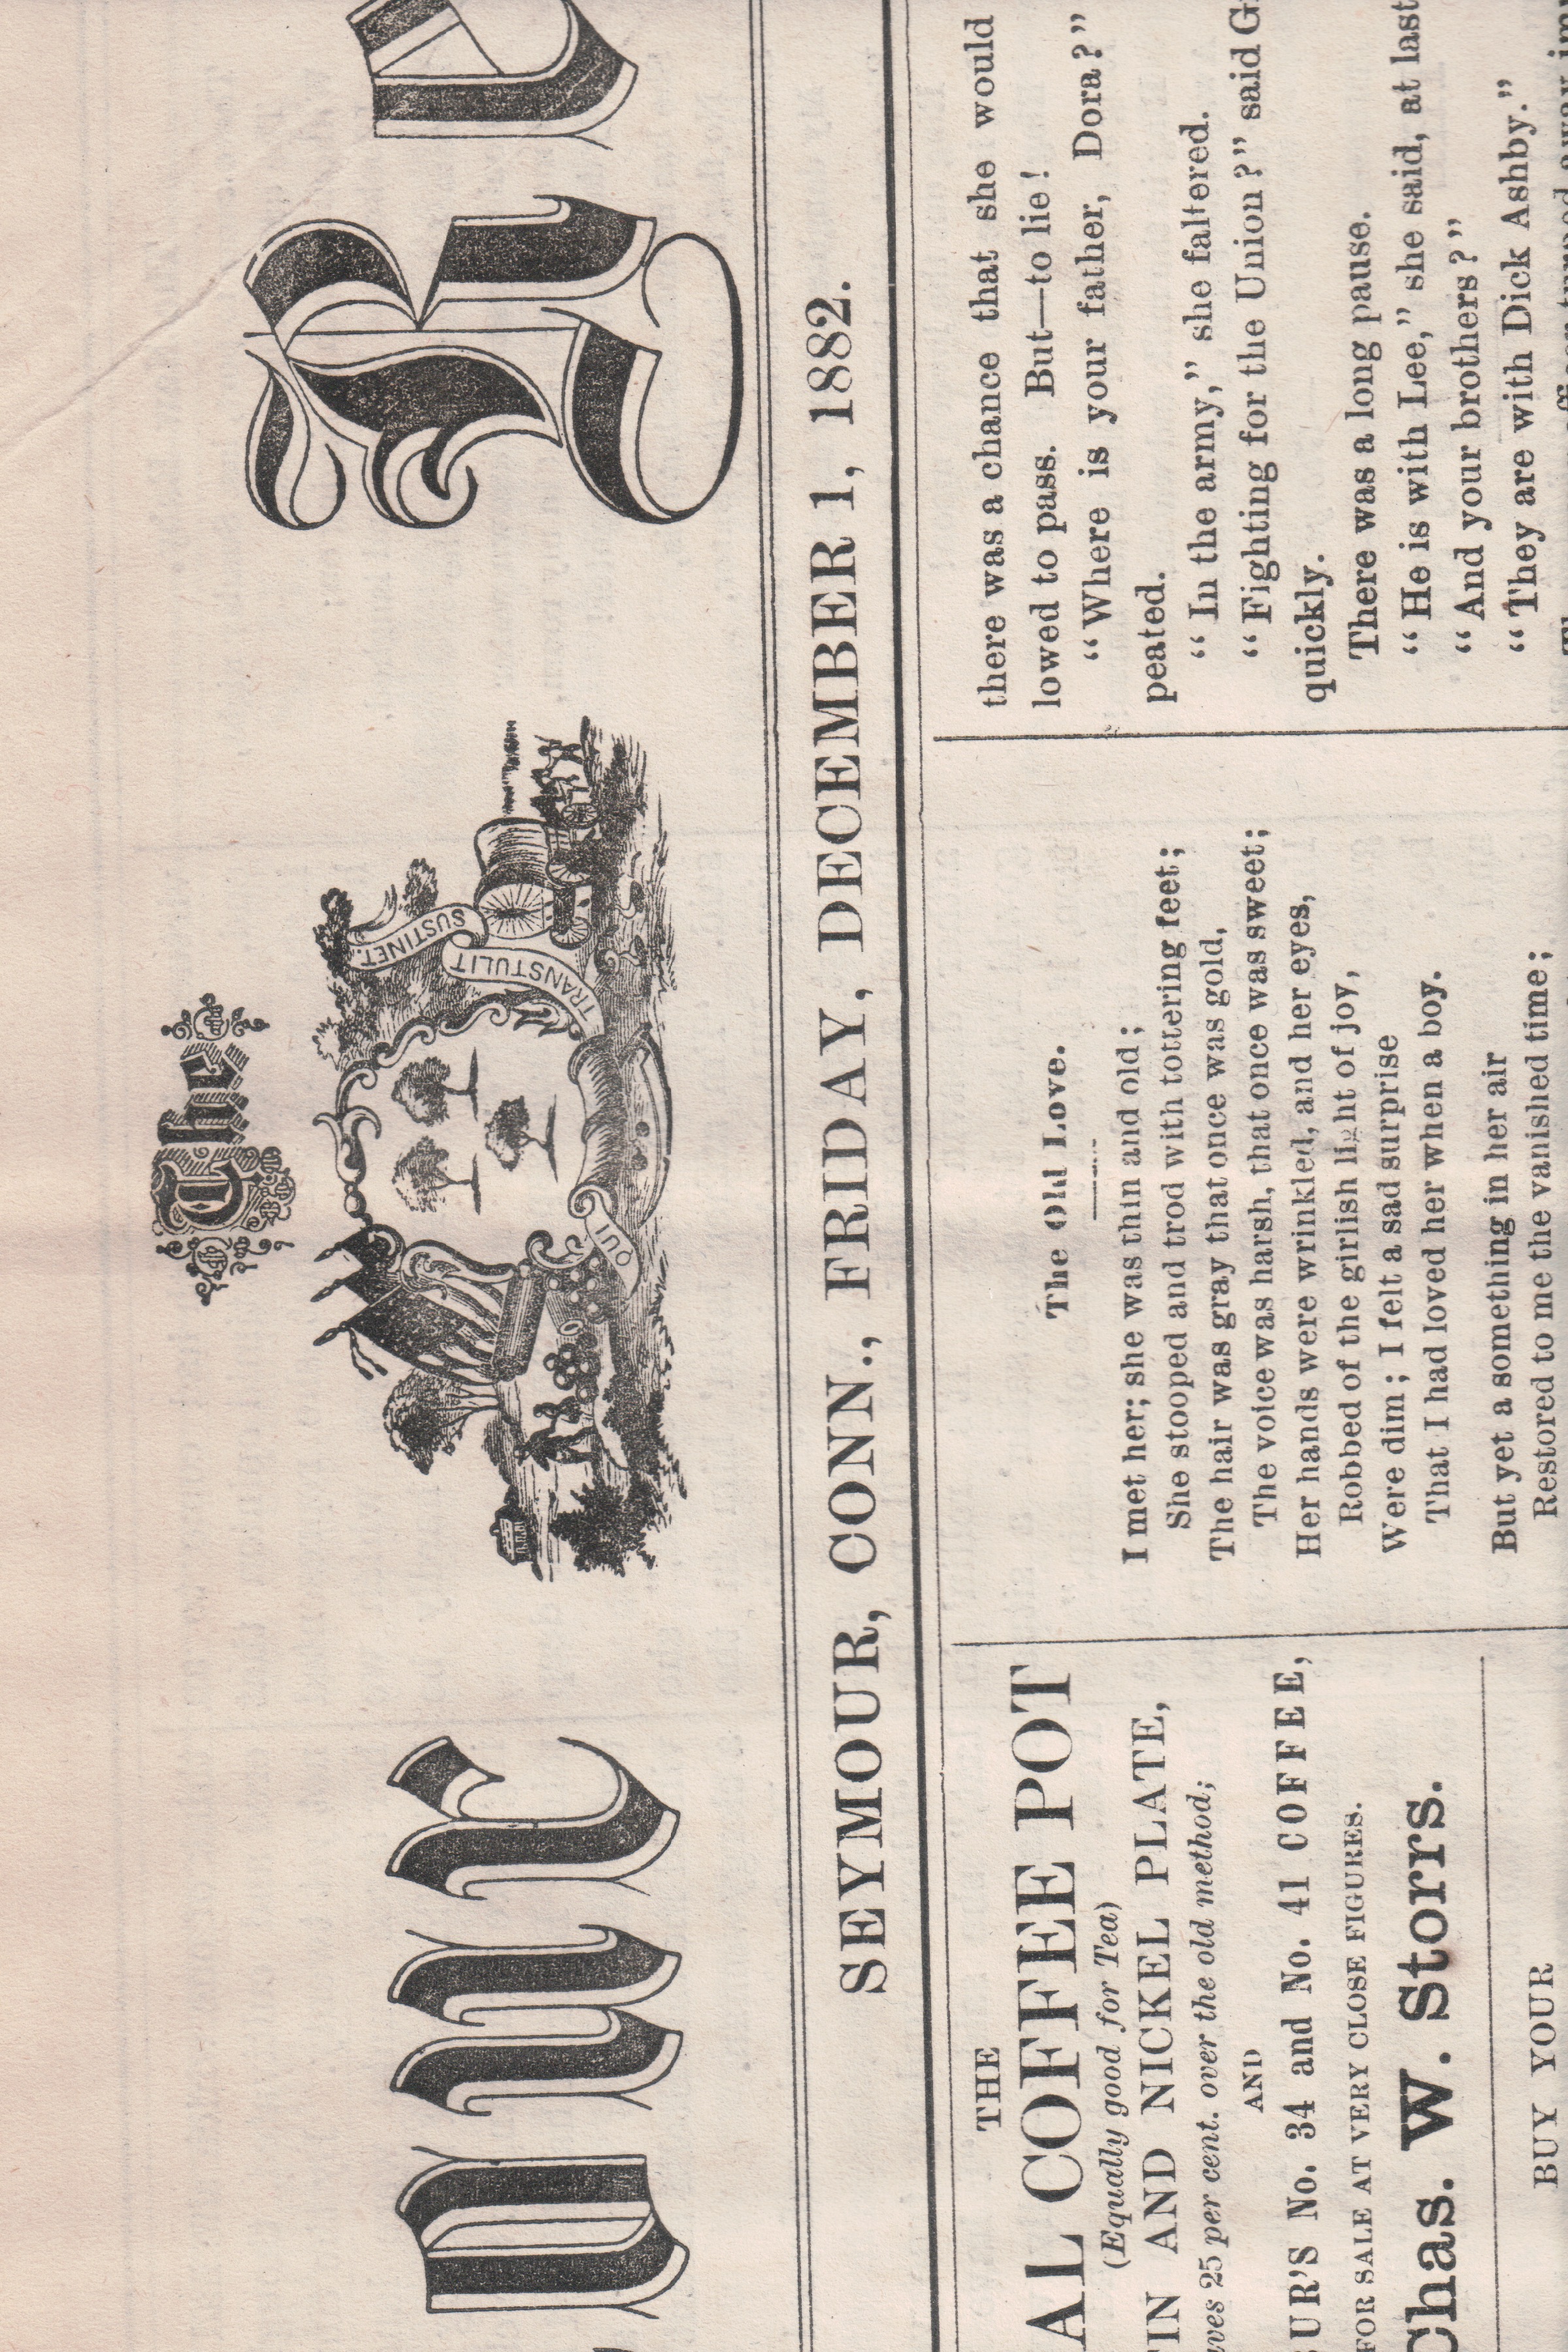 The
QUI
TRANSTULIT
SUSTINET.
our Re
SEYMOUR, CONN., FRIDAY, DECEMBER 1, 1882.
THE
AL COFFEE POT
(Equally good for Tea)
TIN AND NICKEL PLATE,
ves 25 per cent. over the old method;
AND
UR'S No. 34 and No. 41 COFFEE,
FOR SALE AT VERY CLOSE FIGURES.
Chas. W. Storrs.
BUY YOUR
The Old Love.
I met her; she was thin and old;
She stooped and trod with tottering feet;
The hair was gray that once was gold,
The voice was harsh, that once was sweet;
Her hands were wrinkled, and her eyes,
Robbed of the girlish light of joy,
Were dim; I felt a sad surprise
That I had loved her when a boy.
But yet a something in her air
Restored to me the vanished time;
there was a chance that she would
lowed to pass. But—to lie!
“Where is your father, Dora?”
peated.
“In the army,” she faltered.
“Fighting for the Union?” said G
quickly.
There was a long pause.
“He is with Lee,” she said, at last
“And your brothers?”
“They are with Dick Ashby.”